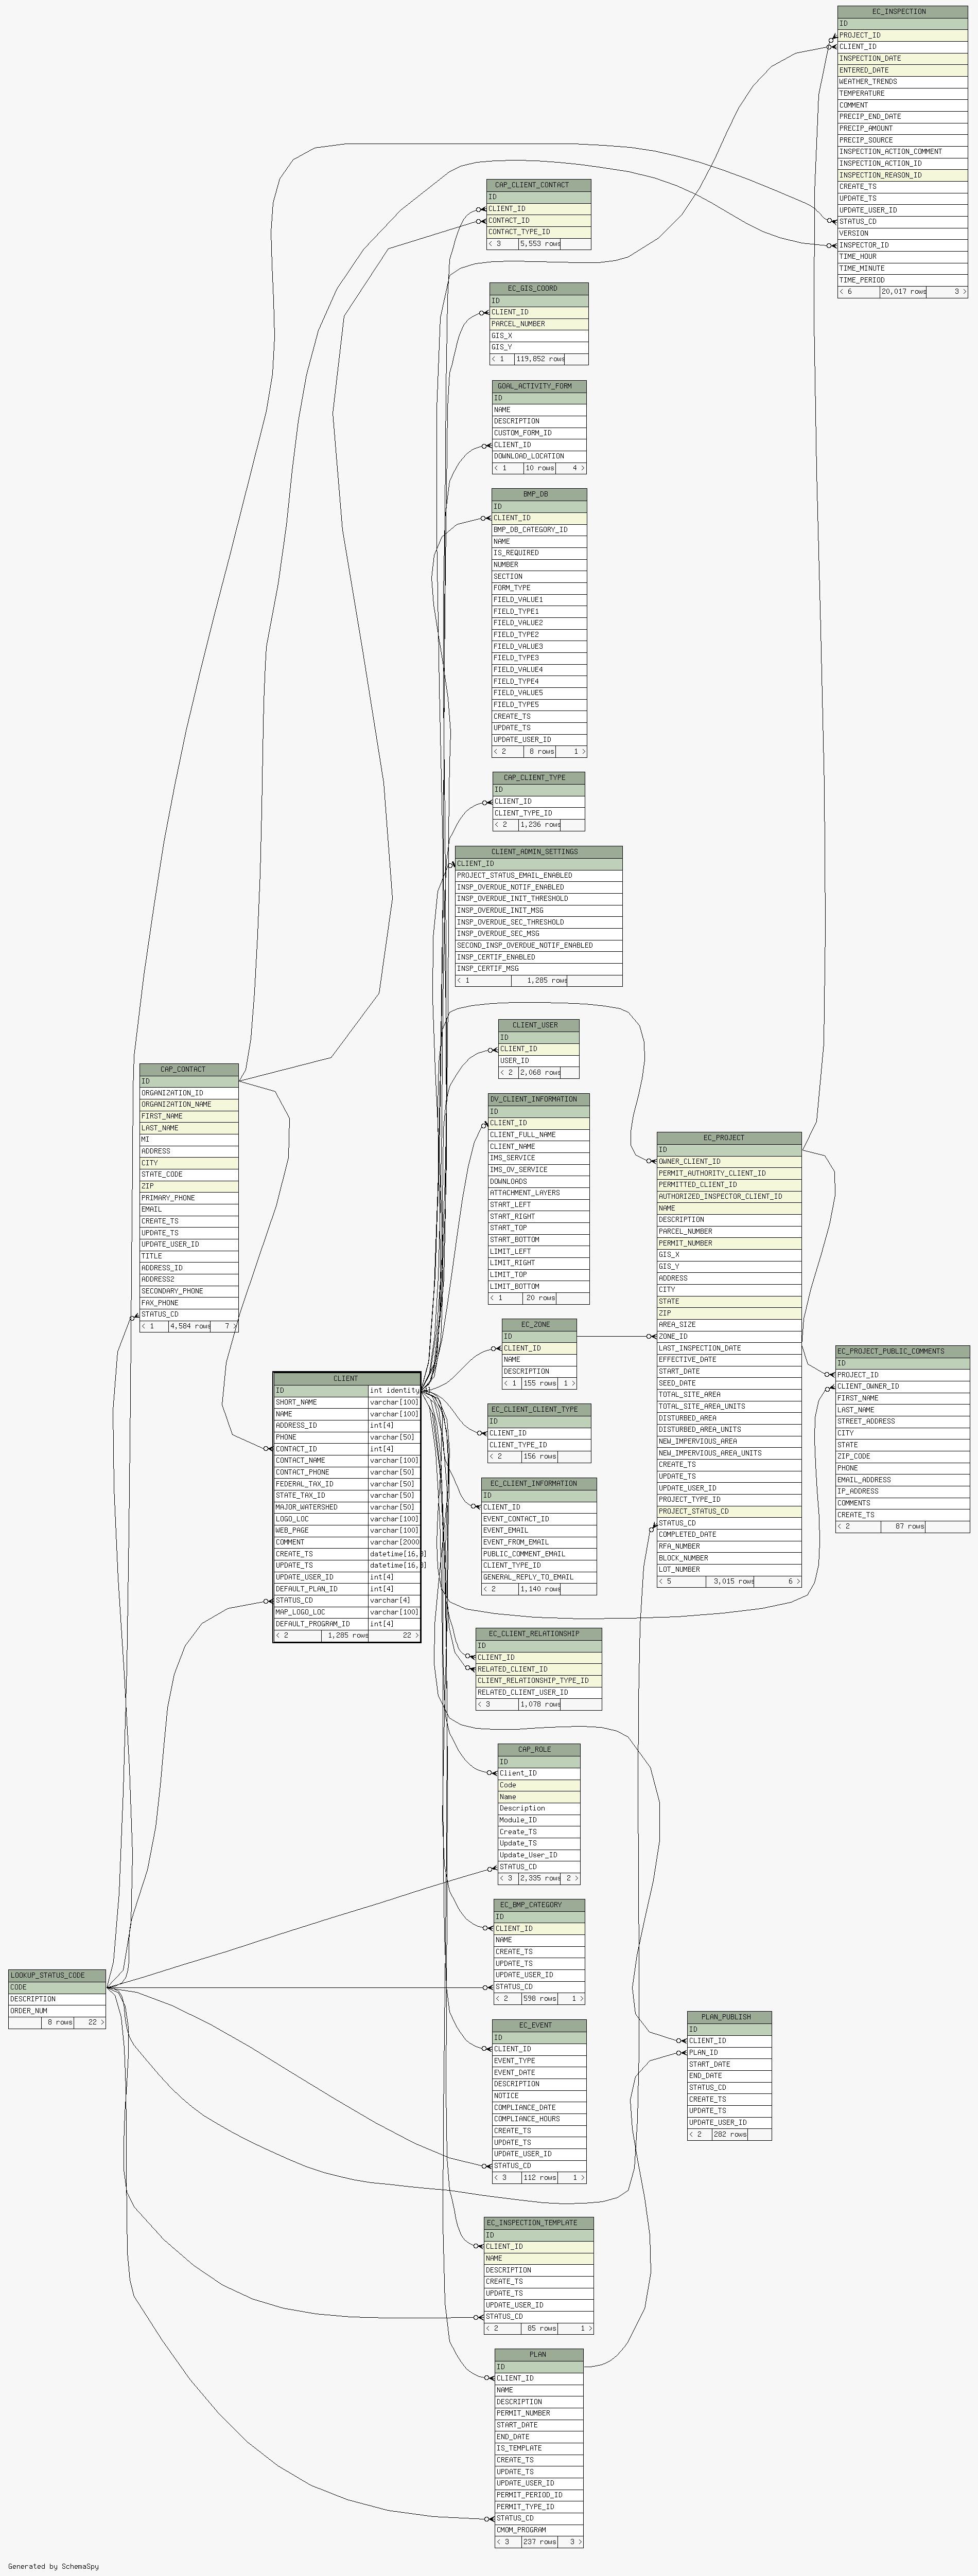 EC_INSPECTION
ID
PROJECT_ID
CLIENT_ID
INSPECTION_DATE
ENTERED_DATE
WEATHER_TRENDS
TEMPERATURE
COMMENT
PRECIP_END_DATE
PRECIP_AMOUNT
PRECIP_SOURCE
INSPECTION_ACTION_COMMENT
INSPECTION_ACTION_ID
INSPECTION_REASON_ID
CREATE_TS
UPDATE_TS
UPDATE_USER_ID
STATUS_CD
VERSION
INSPECTOR_ID
TIME_HOUR
TIME_MINUTE
TIME_PERIOD
< 6 20,017 rows 3 >
CAP_CLIENT_CONTACT
ID
CLIENT_ID
CONTACT_ID
CONTACT_TYPE_ID
< 3 5,553 rows
EC_GIS_COORD
ID
CLIENT_ID
PARCEL_NUMBER
GIS_X
GIS_Y
< 1 119,852 rows
GOAL_ACTIVITY_FORM
ID
NAME
DESCRIPTION
CUSTOM_FORM_ID
CLIENT_ID
DOWNLOAD_LOCATION
< 1 10 rows 4 >
BMP_DB
ID
CLIENT_ID
BMP_DB_CATEGORY_ID
NAME
IS_REQUIRED
NUMBER
SECTION
FORM_TYPE
FIELD_VALUE1
FIELD_TYPE1
FIELD_VALUE2
FIELD_TYPE2
FIELD_VALUE3
FIELD_TYPE3
FIELD_VALUE4
FIELD_TYPE4
FIELD_VALUE5
FIELD_TYPE5
CREATE_TS
UPDATE_TS
UPDATE_USER_ID
< 2 8 rows 1 >
CAP_CLIENT_TYPE
ID
CLIENT_ID
CLIENT_TYPE_ID
< 2 1,236 rows
CLIENT_ADMIN_SETTINGS
CLIENT_ID
PROJECT_STATUS_EMAIL_ENABLED
INSP_OVERDUE_NOTIF_ENABLED
INSP_OVERDUE_INIT_THRESHOLD
INSP_OVERDUE_INIT_MSG
INSP_OVERDUE_SEC_THRESHOLD
INSP_OVERDUE_SEC_MSG
SECOND_INSP_OVERDUE_NOTIF_ENABLED
INSP_CERTIF_ENABLED
INSP_CERTIF_MSG
< 1 1,285 rows
CLIENT_USER
ID
CLIENT_ID
USER_ID
< 2 2,068 rows
CAP_CONTACT
ID
ORGANIZATION_ID
ORGANIZATION_NAME
FIRST_NAME
LAST_NAME
MI
ADDRESS
CITY
STATE_CODE
ZIP
PRIMARY_PHONE
EMAIL
CREATE_TS
UPDATE_TS
UPDATE_USER_ID
TITLE
ADDRESS_ID
ADDRESS2
SECONDARY_PHONE
FAX_PHONE
STATUS_CD
< 1 4,584 rows 7 >
DV_CLIENT_INFORMATION
ID
CLIENT_ID
CLIENT_FULL_NAME
CLIENT_NAME
IMS_SERVICE
IMS_OV_SERVICE
DOWNLOADS
ATTACHMENT_LAYERS
START_LEFT
START_RIGHT
START_TOP
START_BOTTOM
LIMIT_LEFT
LIMIT_RIGHT
LIMIT_TOP
LIMIT_BOTTOM
< 1 20 rows
EC_PROJECT
ID
OWNER_CLIENT_ID
PERMIT_AUTHORITY_CLIENT_ID
PERMITTED_CLIENT_ID
AUTHORIZED_INSPECTOR_CLIENT_ID
NAME
DESCRIPTION
PARCEL_NUMBER
PERMIT_NUMBER
GIS_X
GIS_Y
ADDRESS
CITY
STATE
ZIP
AREA_SIZE
ZONE_ID
LAST_INSPECTION_DATE
EFFECTIVE_DATE
START_DATE
SEED_DATE
TOTAL_SITE_AREA
TOTAL_SITE_AREA_UNITS
DISTURBED_AREA
DISTURBED_AREA_UNITS
NEW_IMPERVIOUS_AREA
NEW_IMPERVIOUS_AREA_UNITS
CREATE_TS
UPDATE_TS
UPDATE_USER_ID
PROJECT_TYPE_ID
PROJECT_STATUS_CD
STATUS_CD
COMPLETED_DATE
RFA_NUMBER
BLOCK_NUMBER
LOT_NUMBER
< 5 3,015 rows 6 >
EC_ZONE
ID
CLIENT_ID
NAME
DESCRIPTION
< 1 155 rows 1 >
EC_PROJECT_PUBLIC_COMMENTS
ID
PROJECT_ID
CLIENT_OWNER_ID
FIRST_NAME
LAST_NAME
STREET_ADDRESS
CITY
STATE
ZIP_CODE
PHONE
EMAIL_ADDRESS
IP_ADDRESS
COMMENTS
CREATE_TS
< 2 87 rows
CLIENT
ID int identity
SHORT_NAME varchar[100]
NAME varchar[100]
ADDRESS_ID int[4]
PHONE varchar[50]
CONTACT_ID int[4]
CONTACT_NAME varchar[100]
CONTACT_PHONE varchar[50]
FEDERAL_TAX_ID varchar[50]
STATE_TAX_ID varchar[50]
MAJOR_WATERSHED varchar[50]
LOGO_LOC varchar[100]
WEB_PAGE varchar[100]
COMMENT varchar[2000
CREATE_TS datetime[16,3]
UPDATE_TS datetime[16,3]
UPDATE_USER_ID int[4]
DEFAULT_PLAN_ID int[4]
STATUS_CD varchar[4]
MAP_LOGO_LOC varchar[100]
DEFAULT_PROGRAM_ID int[4]
< 2 1,285 rows 22 >
EC_CLIENT_CLIENT_TYPE
ID
CLIENT_ID
CLIENT_TYPE_ID
< 2 156 rows
EC_CLIENT_INFORMATION
ID
CLIENT_ID
EVENT_CONTACT_ID
EVENT_EMAIL
EVENT_FROM_EMAIL
PUBLIC_COMMENT_EMAIL
CLIENT_TYPE_ID
GENERAL_REPLY_TO_EMAIL
< 2 1,140 rows
EC_CLIENT_RELATIONSHIP
ID
CLIENT_ID
RELATED_CLIENT_ID
CLIENT_RELATIONSHIP_TYPE_ID
RELATED_CLIENT_USER_ID
< 3 1,078 rows
CAP_ROLE
ID
Client_ID
Code
Name
Description
Module_ID
Create_TS
Update_TS
Update_User_ID
STATUS_CD
< 3 2,335 rows 2 >
EC_BMP_CATEGORY
ID
CLIENT_ID
NAME
CREATE_TS
UPDATE_TS
UPDATE_USER_ID
STATUS_CD
< 2 598 rows 1 >
LOOKUP_STATUS_CODE
CODE
DESCRIPTION
ORDER_NUM
8 rows 22 >
EC_EVENT
ID
CLIENT_ID
EVENT_TYPE
EVENT_DATE
DESCRIPTION
NOTICE
COMPLIANCE_DATE
COMPLIANCE_HOURS
CREATE_TS
UPDATE_TS
UPDATE_USER_ID
STATUS_CD
< 3 112 rows 1 >
PLAN_PUBLISH
ID
CLIENT_ID
PLAN_ID
START_DATE
END_DATE
STATUS_CD
CREATE_TS
UPDATE_TS
UPDATE_USER_ID
< 2 282 rows
EC_INSPECTION_TEMPLATE
ID
CLIENT_ID
NAME
DESCRIPTION
CREATE_TS
UPDATE_TS
UPDATE_USER_ID
STATUS_CD
< 2 85 rows 1 >
PLAN
ID
CLIENT_ID
NAME
DESCRIPTION
PERMIT_NUMBER
START_DATE
END_DATE
IS_TEMPLATE
CREATE_TS
UPDATE_TS
UPDATE_USER_ID
PERMIT_PERIOD_ID
PERMIT_TYPE_ID
STATUS_CD
CMOM_PROGRAM
< 3 237 rows 3 >
Generated by SchemaSpy